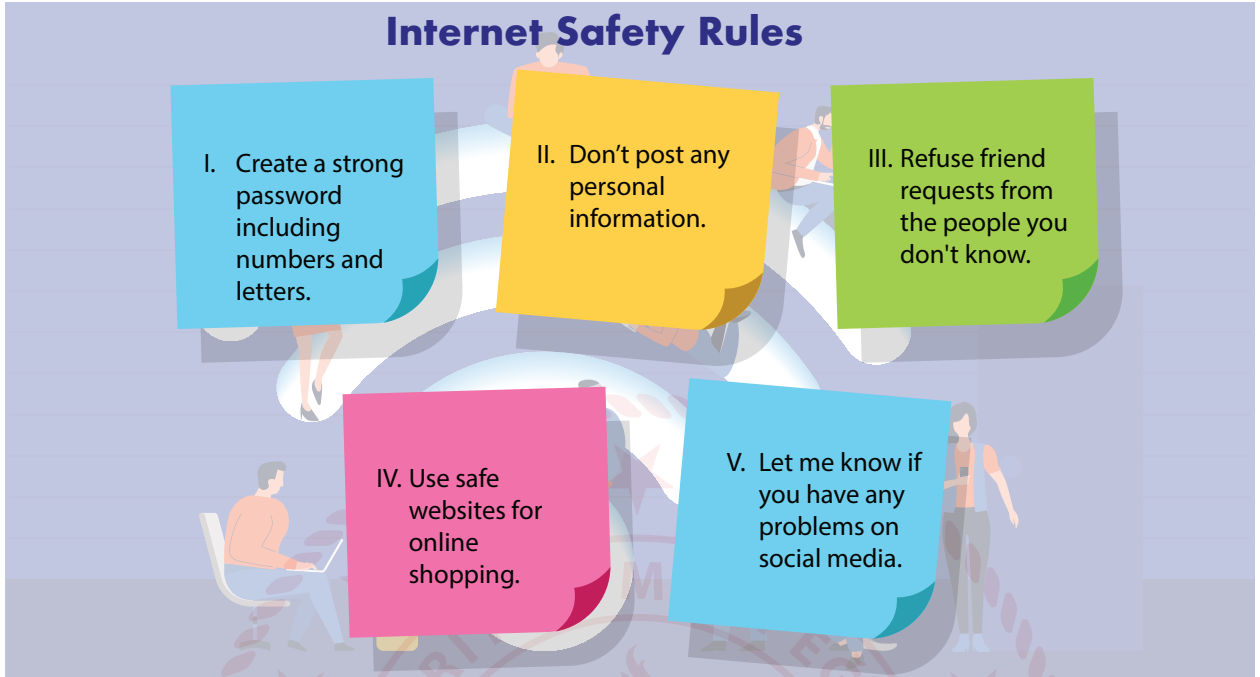 Internet Safety Rules
I. Create a strong
password
including
numbers and
letters.
II. Don’t post any
personal
information.
III. Refuse friend
requests from
the people you
don't know.
IV. Use safe
websites for
online
shopping.
V. Let me know if
you have any
problems on
social media.